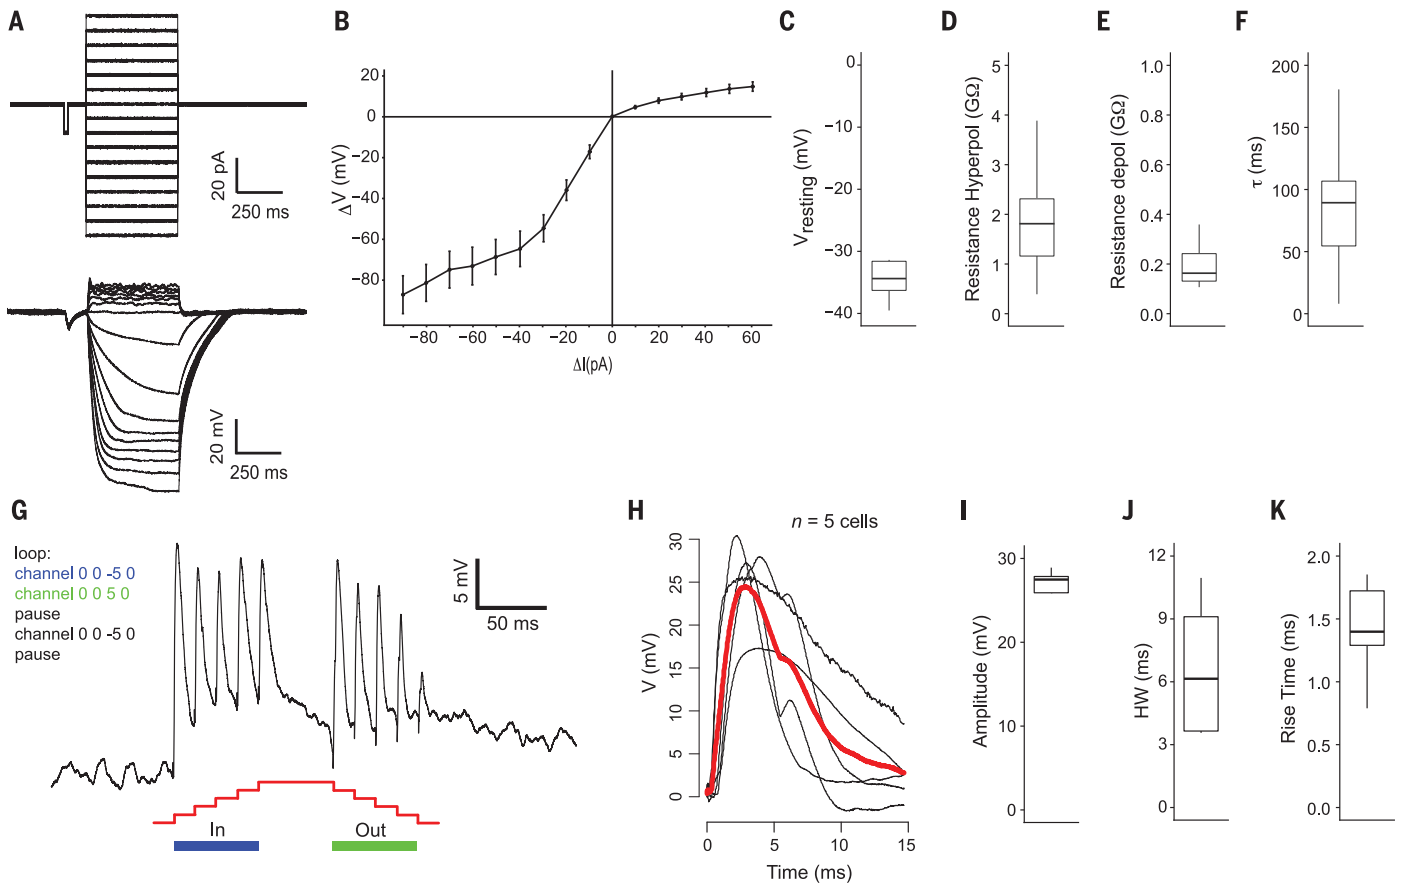 A
20 pA
250 ms
20 mV
250 ms
B
ΔV (mV)
20
0
−20
−40
−60
−80
−80
−60
−40
−20
0
20
40
60
ΔI(pA)
C
Vresting (mV)
0
−10
−20
−30
−40
D
Resistance Hyperpol (GΩ)
5
4
3
2
1
0
E
Resistance depol (GΩ)
1.0
0.8
0.6
0.4
0.2
0.0
F
τ (ms)
200
150
100
50
0
G
loop:
channel 0 0 -5 0
channel 0 0 5 0
pause
channel 0 0 -5 0
pause
5 mV
50 ms
In
Out
H
n = 5 cells
V (mV)
30
25
20
15
10
5
0
0
5
10
15
Time (ms)
I
Amplitude (mV)
30
20
10
0
J
HW (ms)
12
9
6
3
0
K
Rise Time (ms)
2.0
1.5
1.0
0.5
0.0